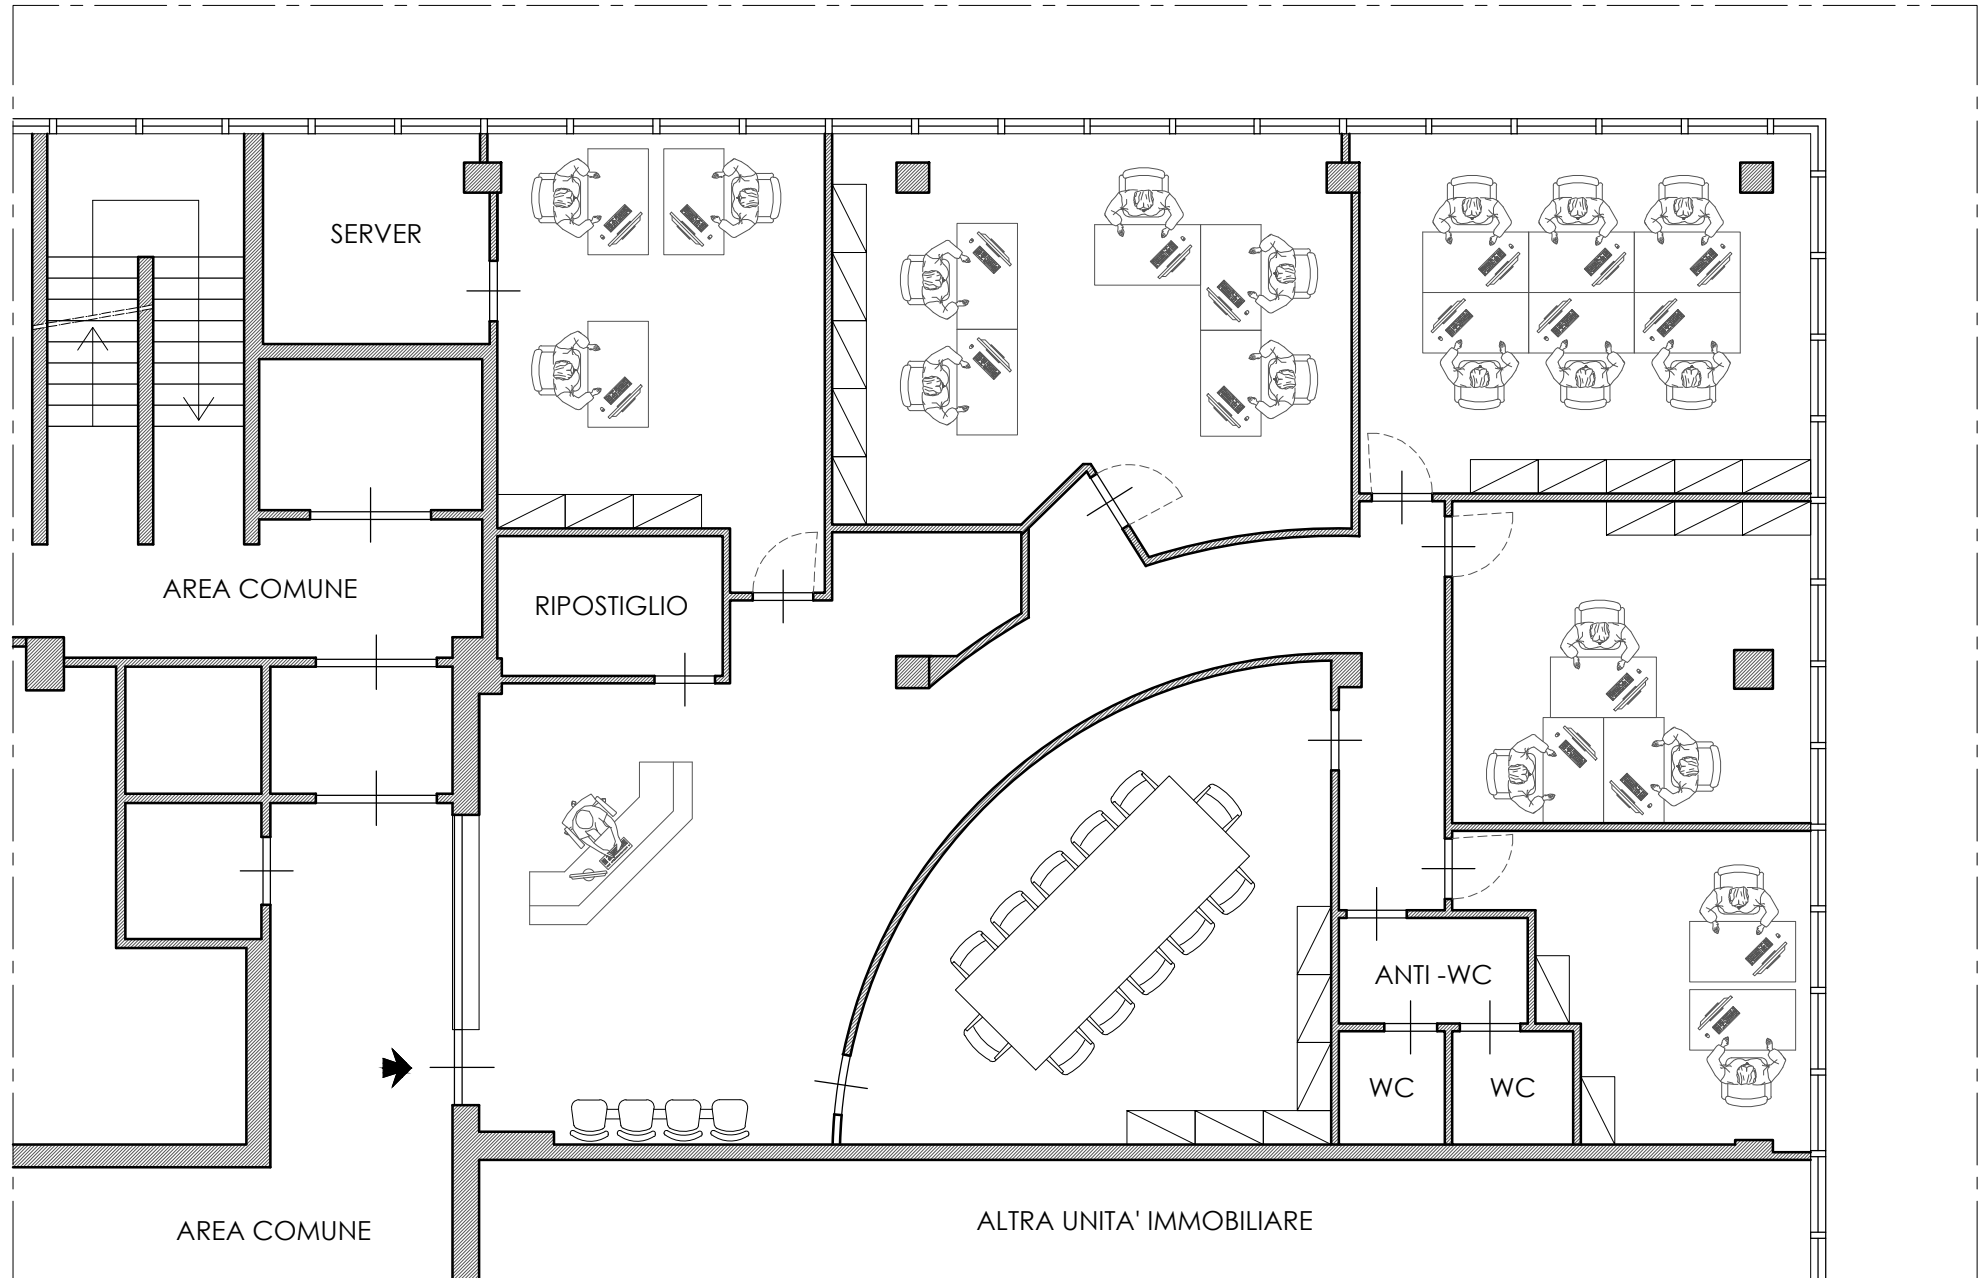 SERVER
AREA COMUNE
RIPOSTIGLIO
ANTI -WC
WC
WC
AREA COMUNE
ALTRA UNITA' IMMOBILIARE